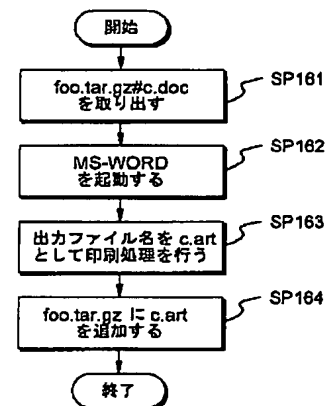 開始
foo.tar.gz#c.doc
を取り出す
SP161
MS-WORD
を起動する
SP162
出力ファイル名を c.art
として印刷処理を行う
SP163
foo.tar.gz に c.art
を追加する
SP164
終了